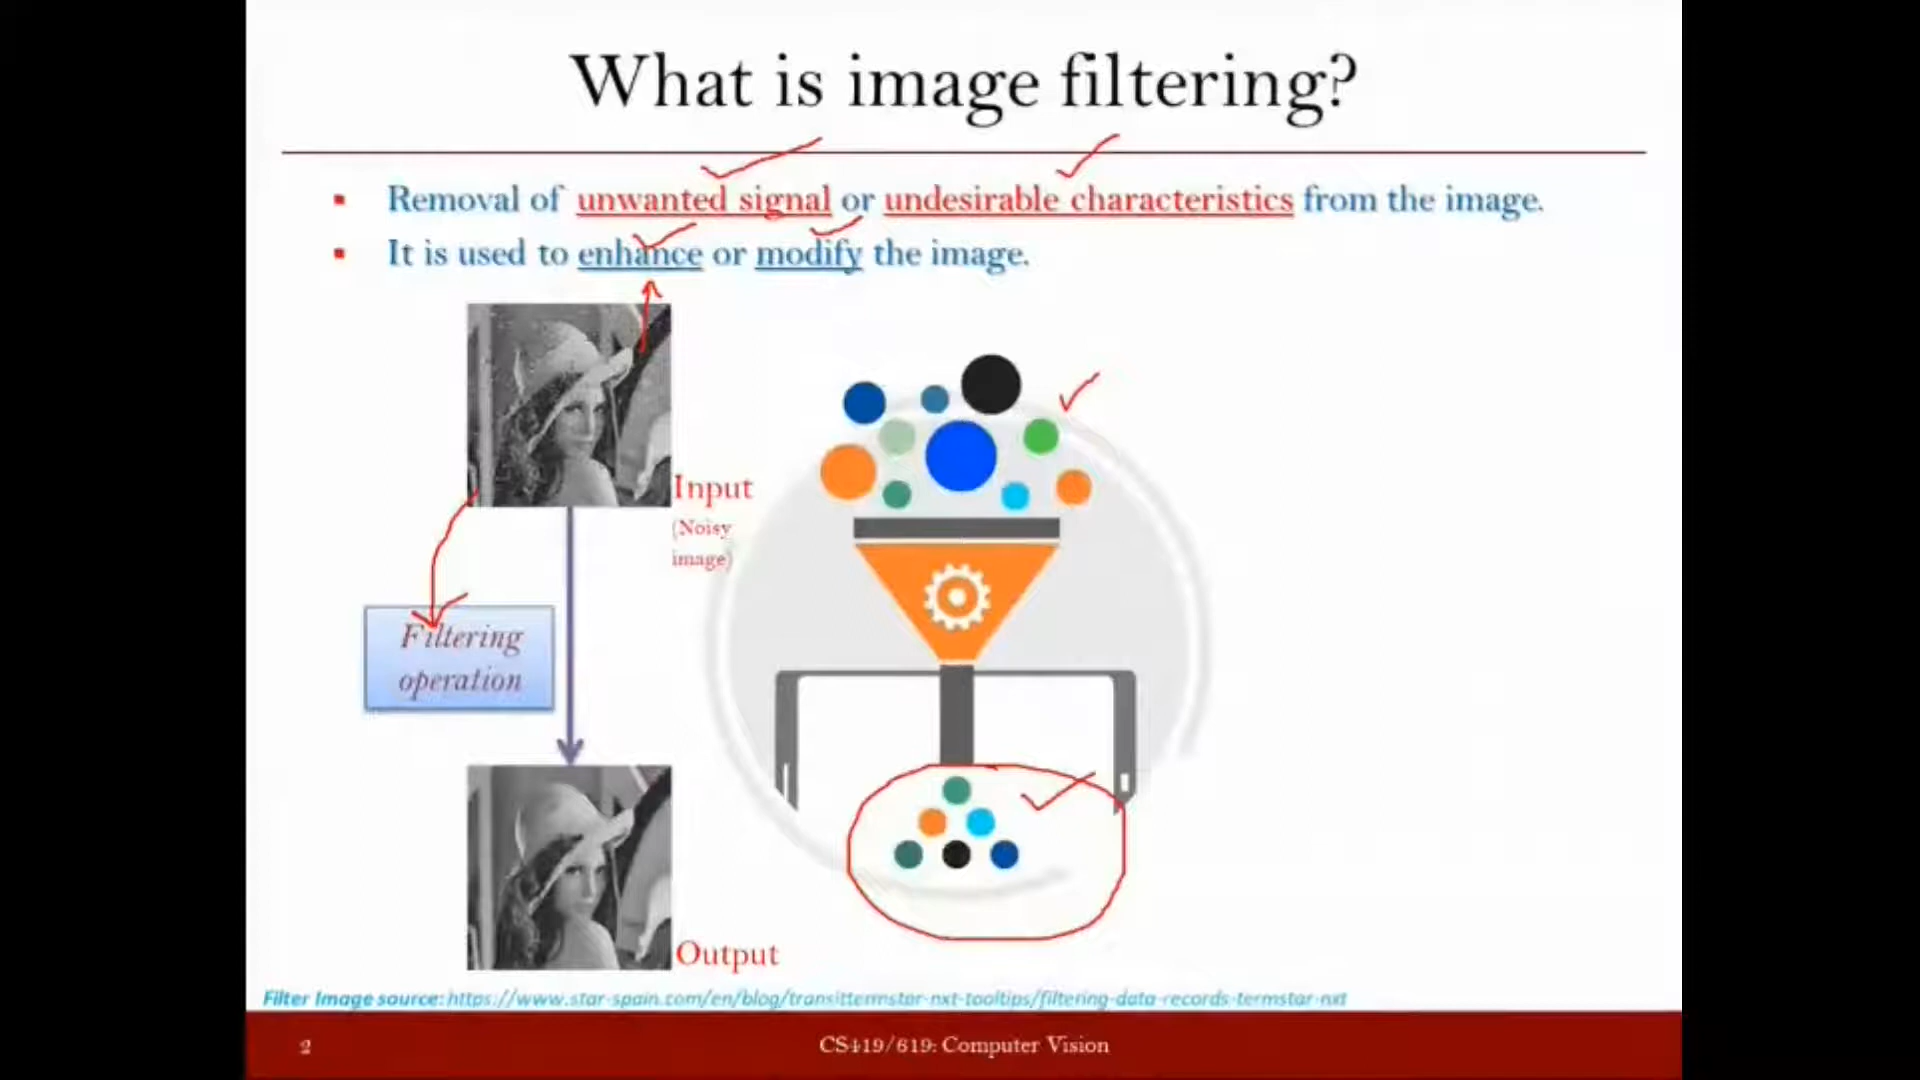 What is image filtering?
Removal of unwanted signal or undesirable characteristics from the image.
It is used to enhance or modify the image.
Input
(Noisy
image)
Filtering
operation
Output
Filter Image source: https://www.star-spain.com/en/blog/transittermstar-nxt-tooltips/filtering-data-records-termstar-nxt
2
CS419/619: Computer Vision